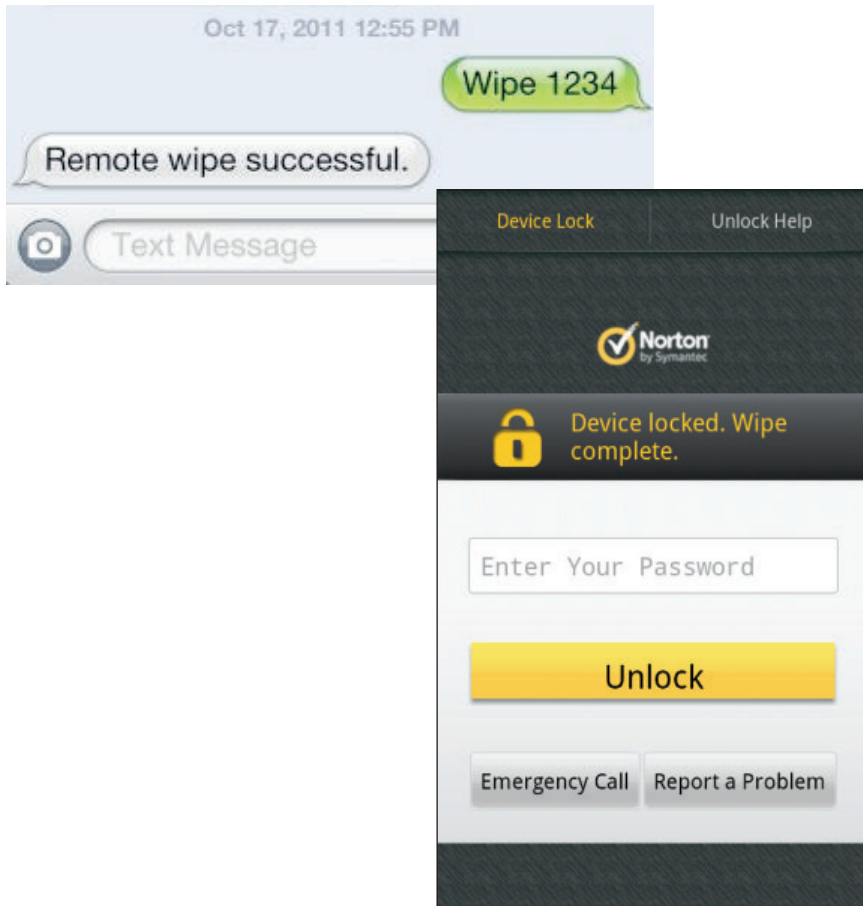 Oct 17, 2011 12:55 PM
Wipe 1234
Remote wipe successful.
Text Message
Device Lock Unlock Help
Norton
by Symantec
Device locked. Wipe
complete.
Enter Your Password
Unlock
Emergency Call Report a Problem